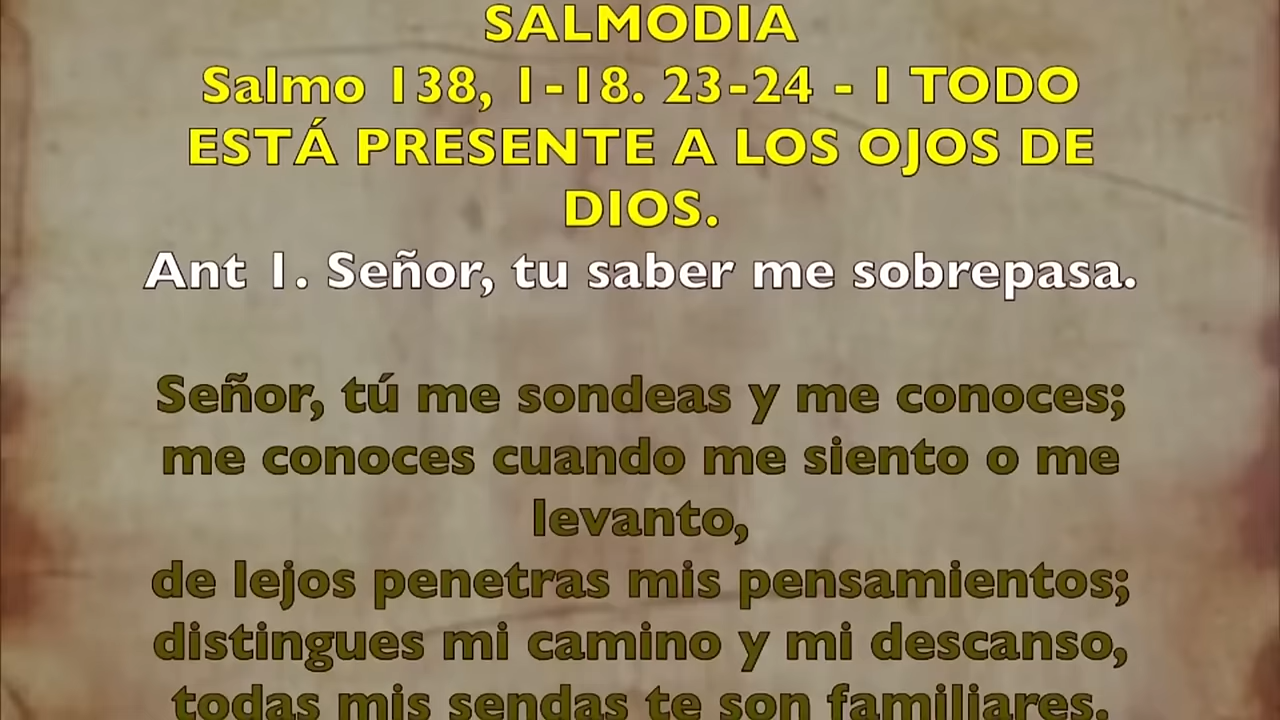 SALMODIA
Salmo 138, 1-18. 23-24 - I TODO
ESTÁ PRESENTE A LOS OJOS DE
DIOS.
Ant 1. Señor, tu saber me sobrepasa.
Señor, tú me sondeas y me conoces;
me conoces cuando me siento o me
levanto,
de lejos penetras mis pensamientos;
distingues mi camino y mi descanso,
todas mis sendas te son familiares.